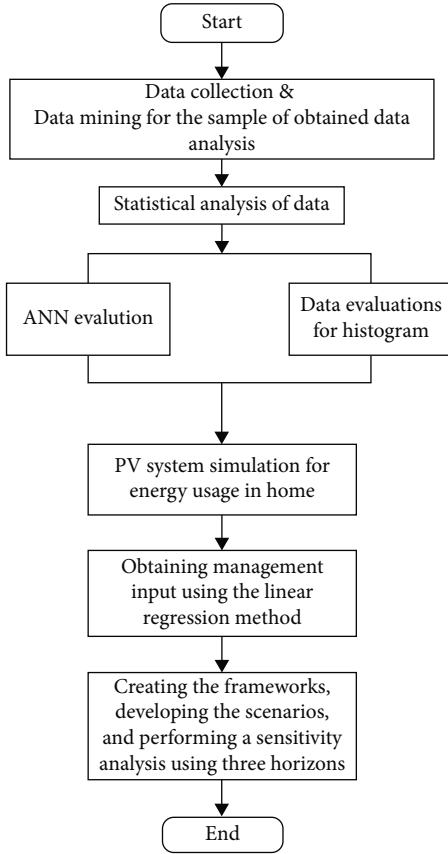 Start
Data collection &
Data mining for the sample of obtained data
analysis
Statistical analysis of data
ANN evalution
Data evaluations
for histogram
PV system simulation for
energy usage in home
Obtaining management
input using the linear
regression method
Creating the frameworks,
developing the scenarios,
and performing a sensitivity
analysis using three horizons
End